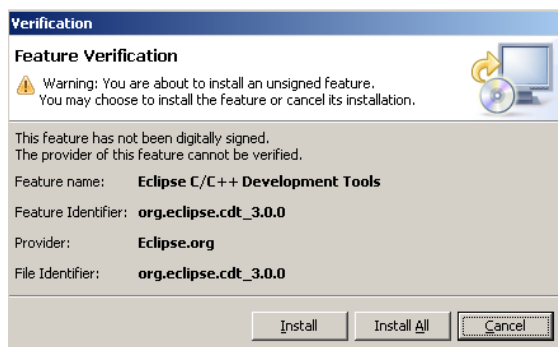 Verification
Feature Verification
Warning: You are about to install an unsigned feature.
You may choose to install the feature or cancel its installation.
This feature has not been digitally signed.
The provider of this feature cannot be verified.
Feature name: Eclipse C/C++ Development Tools
Feature Identifier: org.eclipse.cdt_3.0.0
Provider: Eclipse.org
File Identifier: org.eclipse.cdt_3.0.0
Install Install All Cancel